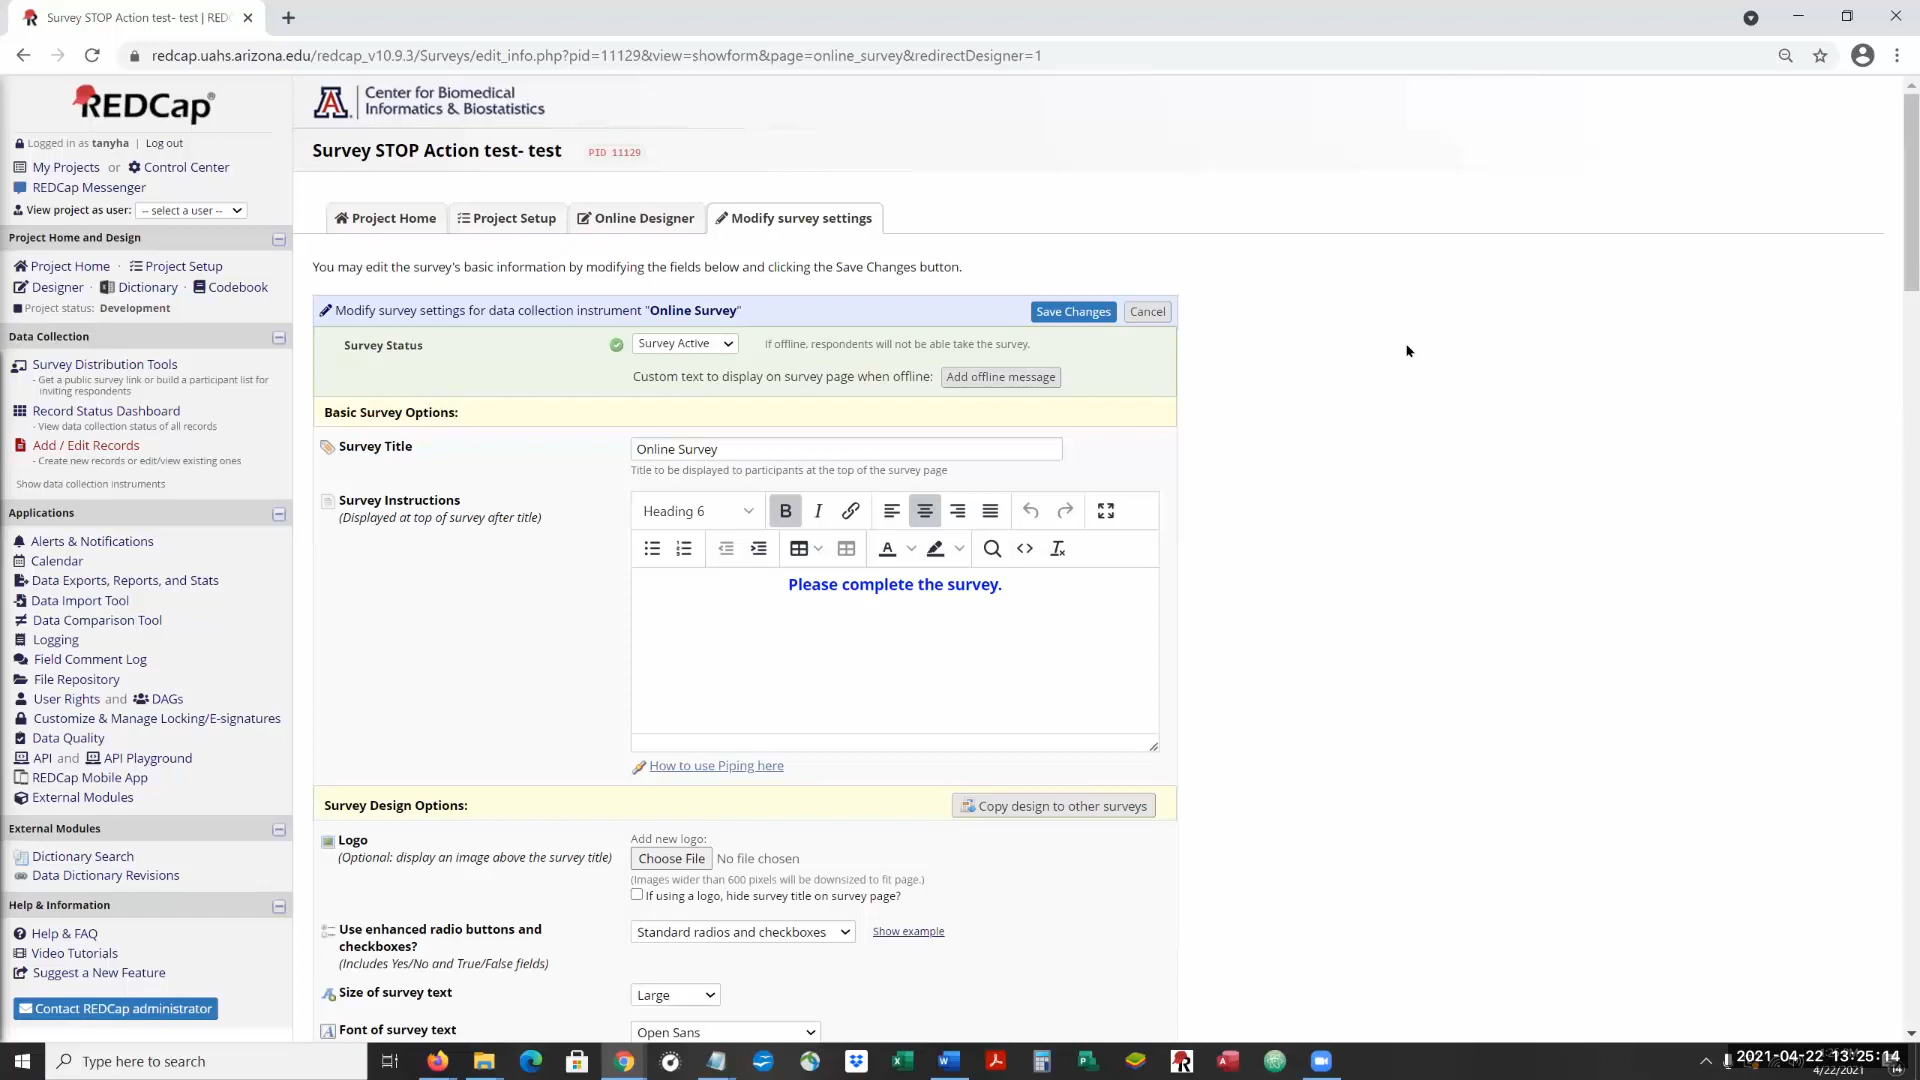 Survey STOP Action test- test | REDC
redcap.uahs.arizona.edu/redcap_v10.9.3/Surveys/edit_info.php?pid=11129&view=showform&page=online_survey&redirectDesigner=1
REDCap®
Logged in as tanyha | Log out
My Projects or Control Center
REDCap Messenger
View project as user: -- select a user --
Project Home and Design
Project Home · Project Setup
Designer · Dictionary · Codebook
Project status: Development
Data Collection
Survey Distribution Tools
- Get a public survey link or build a participant list for
inviting respondents
Record Status Dashboard
- View data collection status of all records
Add / Edit Records
- Create new records or edit/view existing ones
Show data collection instruments
Applications
Alerts & Notifications
Calendar
Data Exports, Reports, and Stats
Data Import Tool
Data Comparison Tool
Logging
Field Comment Log
File Repository
User Rights and DAGs
Customize & Manage Locking/E-signatures
Data Quality
API and API Playground
REDCap Mobile App
External Modules
External Modules
Dictionary Search
Data Dictionary Revisions
Help & Information
Help & FAQ
Video Tutorials
Suggest a New Feature
Contact REDCap administrator
A Center for Biomedical
Informatics & Biostatistics
Survey STOP Action test- test PID 11129
Project Home Project Setup Online Designer Modify survey settings
You may edit the survey's basic information by modifying the fields below and clicking the Save Changes button.
Modify survey settings for data collection instrument "Online Survey" Save Changes Cancel
Survey Status Survey Active If offline, respondents will not be able take the survey.
Custom text to display on survey page when offline: Add offline message
Basic Survey Options:
Survey Title Online Survey
Title to be displayed to participants at the top of the survey page
Survey Instructions
(Displayed at top of survey after title)
Heading 6 B I
A
Please complete the survey.
How to use Piping here
Survey Design Options: Copy design to other surveys
Logo
(Optional: display an image above the survey title)
Add new logo:
Choose File No file chosen
(Images wider than 600 pixels will be downsized to fit page.)
If using a logo, hide survey title on survey page?
Use enhanced radio buttons and
checkboxes?
(Includes Yes/No and True/False fields)
Standard radios and checkboxes Show example
Size of survey text Large
Font of survey text Open Sans
Type here to search
2021-04-22 13:25:14
4/22/2021